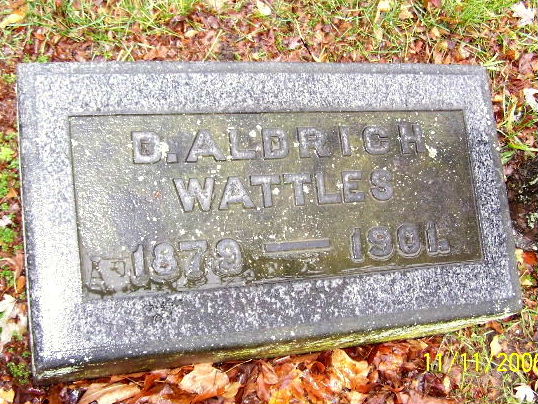 D. ALDRICH
WATTLES
1879 — 1901.
11/11/2006